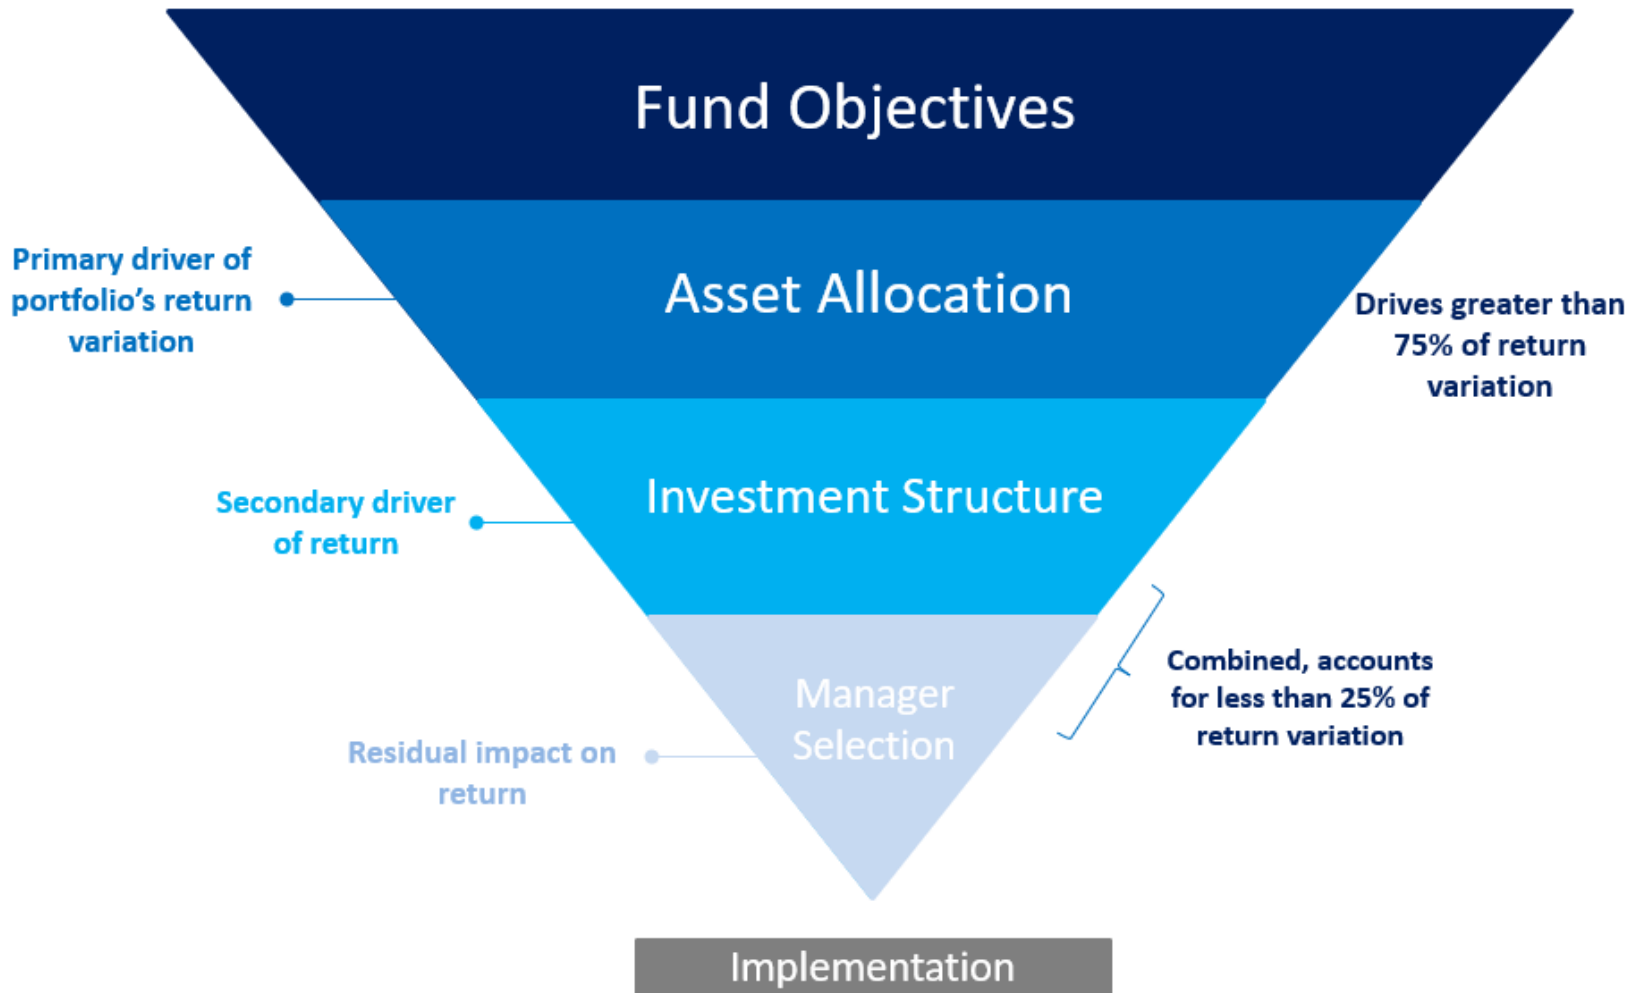 Fund Objectives
Primary driver of
portfolio’s return
variation
Asset Allocation
Drives greater than
75% of return
variation
Secondary driver
of return
Investment Structure
Combined, accounts
for less than 25% of
return variation
Manager
Selection
Residual impact on
return
Implementation